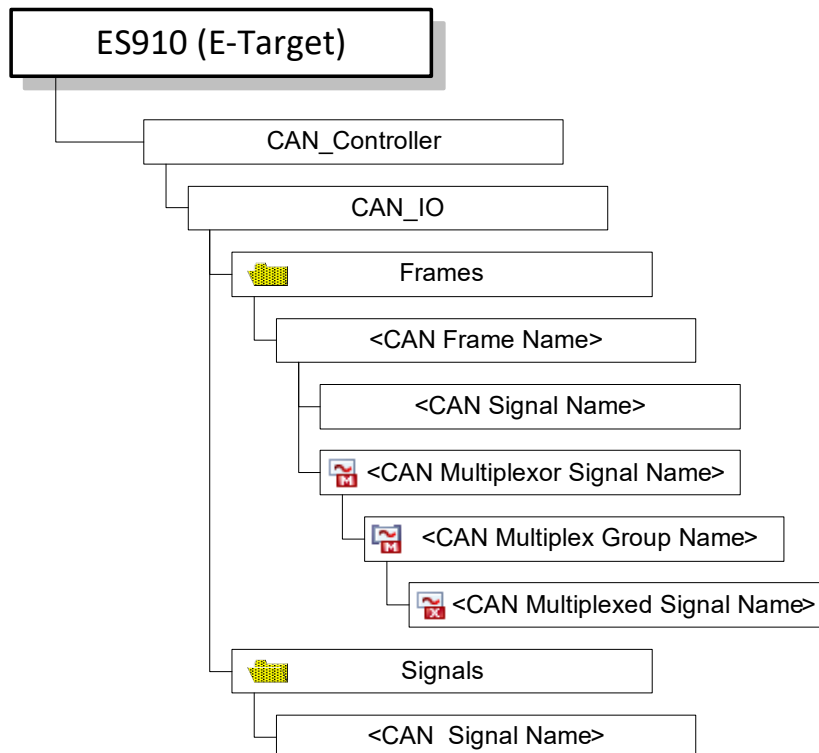 ES910 (E-Target)
CAN_Controller
CAN_IO
Frames
<CAN Frame Name>
<CAN Signal Name>
M <CAN Multiplexor Signal Name>
M <CAN Multiplex Group Name>
X <CAN Multiplexed Signal Name>
Signals
<CAN  Signal Name>